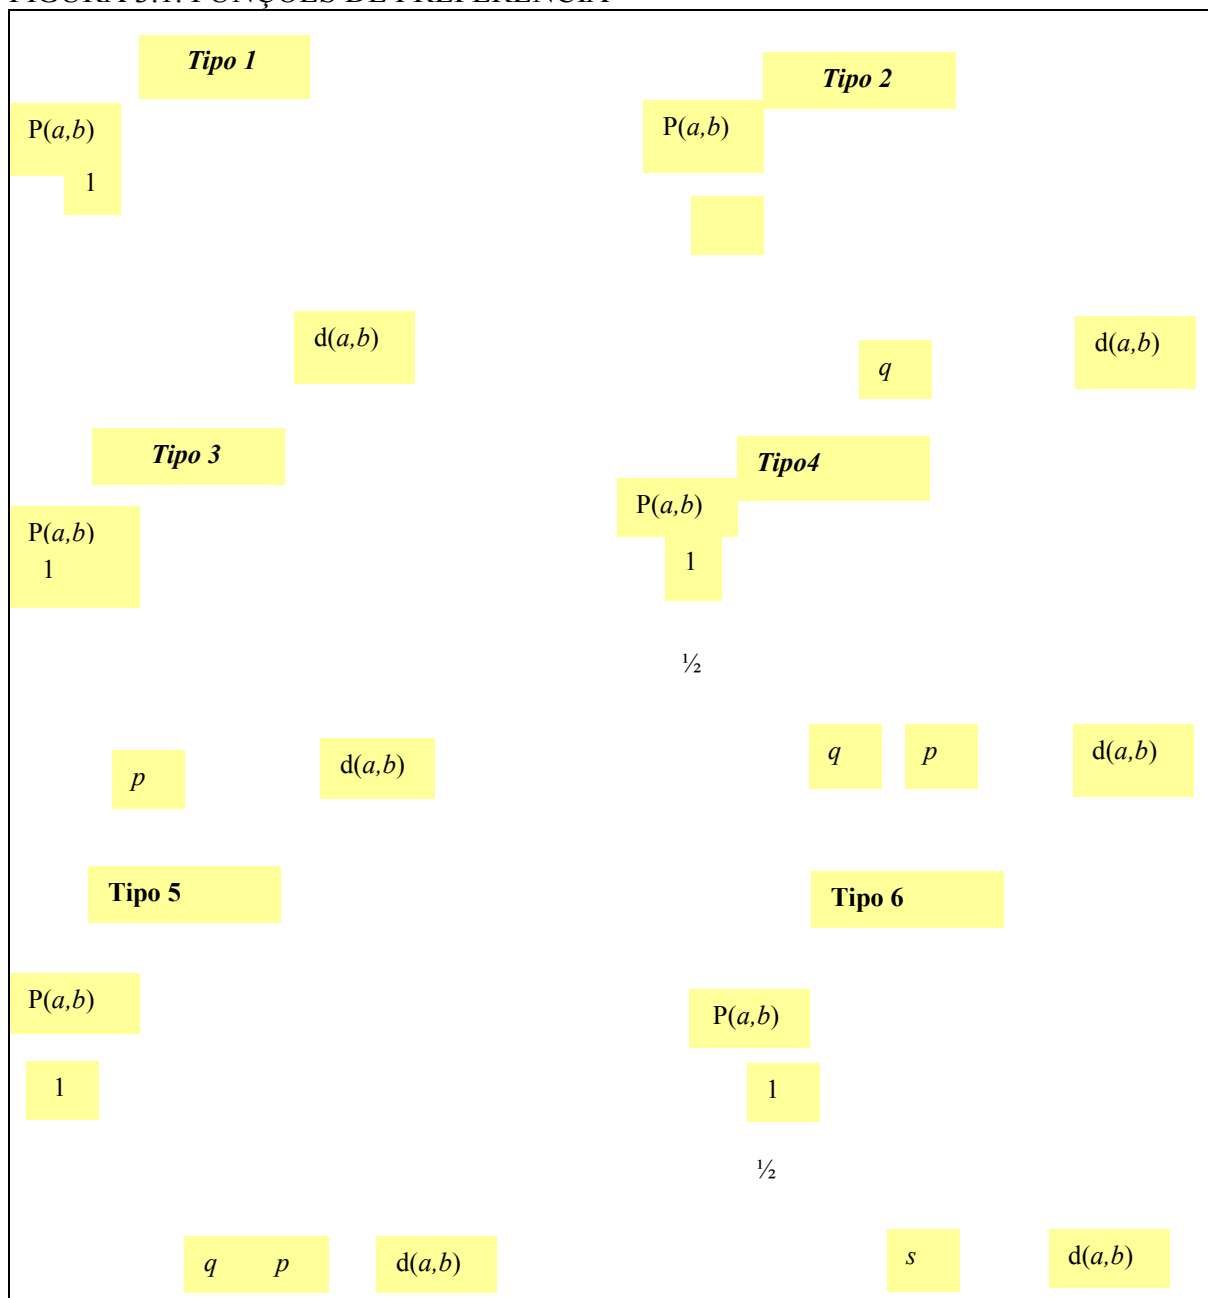 Tipo 1
Tipo 2
P(a,b)
1
P(a,b)
d(a,b)
q
d(a,b)
Tipo 3
Tipo4
P(a,b)
1
P(a,b)
1
½
p
d(a,b)
q p d(a,b)
Tipo 5
Tipo 6
P(a,b)
1
P(a,b)
1
½
q p d(a,b)
s d(a,b)